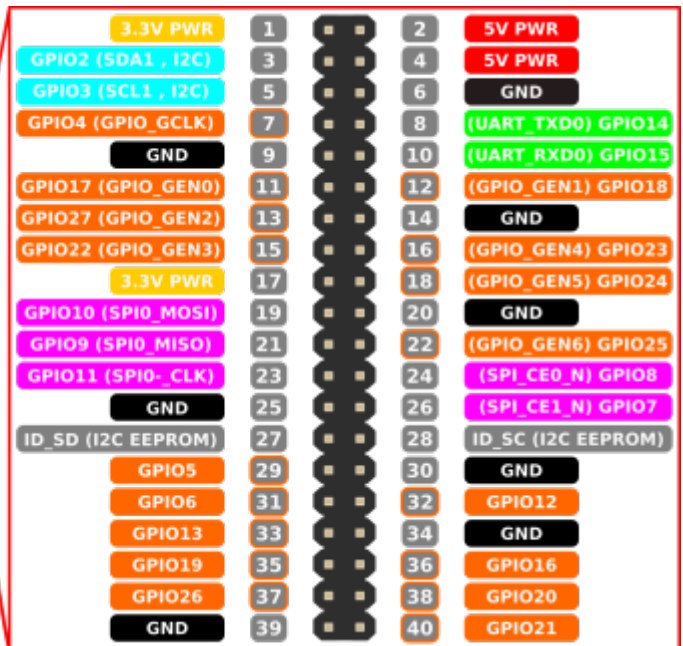 3.3V PWR 1 2 5V PWR
GPIO2 (SDA1 , I2C) 3 4 5V PWR
GPIO3 (SCL1 , I2C) 5 6 GND
GPIO4 (GPIO_GCLK) 7 8 (UART_TXD0) GPIO14
GND 9 10 (UART_RXD0) GPIO15
GPIO17 (GPIO_GEN0) 11 12 (GPIO_GEN1) GPIO18
GPIO27 (GPIO_GEN2) 13 14 GND
GPIO22 (GPIO_GEN3) 15 16 (GPIO_GEN4) GPIO23
3.3V PWR 17 18 (GPIO_GEN5) GPIO24
GPIO10 (SPI0_MOSI) 19 20 GND
GPIO9 (SPI0_MISO) 21 22 (GPIO_GEN6) GPIO25
GPIO11 (SPI0-_CLK) 23 24 (SPI_CE0_N) GPIO8
GND 25 26 (SPI_CE1_N) GPIO7
ID_SD (I2C EEPROM) 27 28 ID_SC (I2C EEPROM)
GPIO5 29 30 GND
GPIO6 31 32 GPIO12
GPIO13 33 34 GND
GPIO19 35 36 GPIO16
GPIO26 37 38 GPIO20
GND 39 40 GPIO21